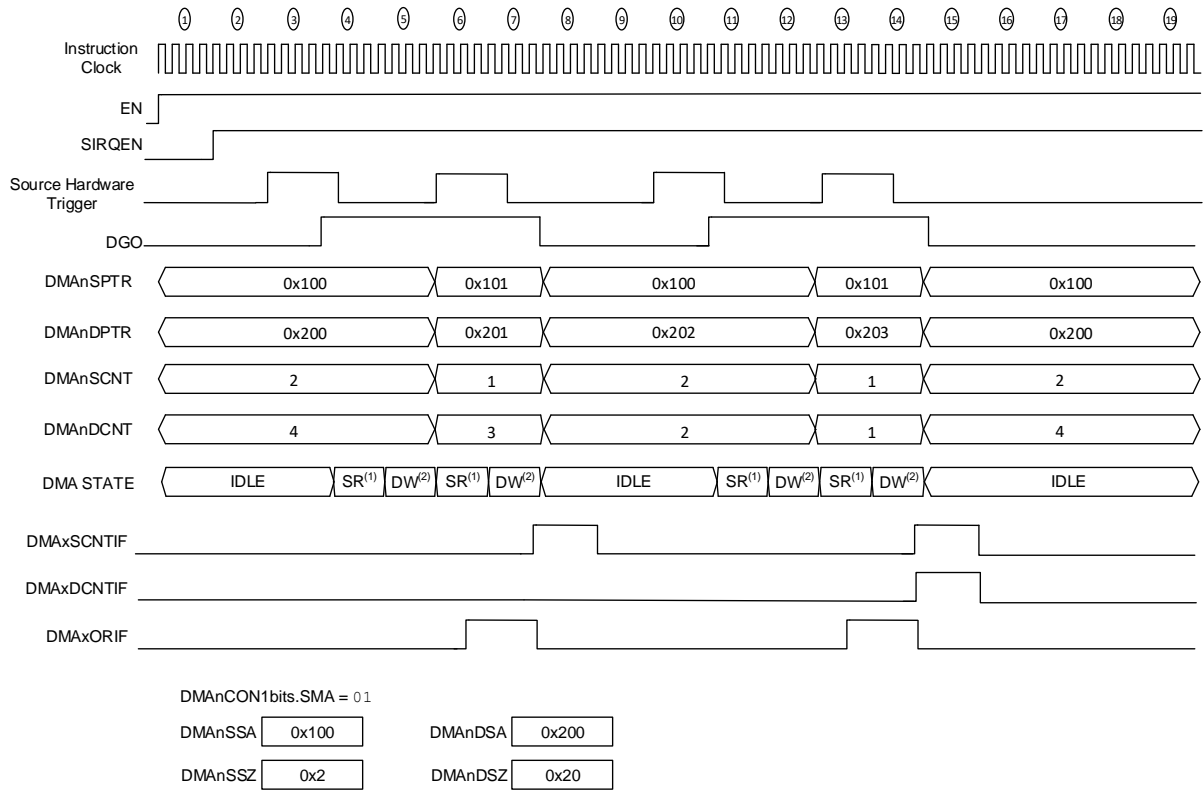 1 2 3 4 5 6 7 8 9 10 11 12 13 14 15 16 17 18 19
Instruction
Clock
EN
SIRQEN
Source Hardware
Trigger
DGO
DMAnSPTR 0x100 0x101 0x100 0x101 0x100
DMAnDPTR 0x200 0x201 0x202 0x203 0x200
DMAnSCNT 2 1 2 1 2
DMAnDCNT 4 3 2 1 4
DMA STATE IDLE SR(1) DW(2) SR(1) DW(2) IDLE SR(1) DW(2) SR(1) DW(2) IDLE
DMAxSCNTIF
DMAxDCNTIF
DMAxORIF
DMAnCON1bits.SMA = 01
DMAnSSA 0x100 DMAnDSA 0x200
DMAnSSZ 0x2 DMAnDSZ 0x20